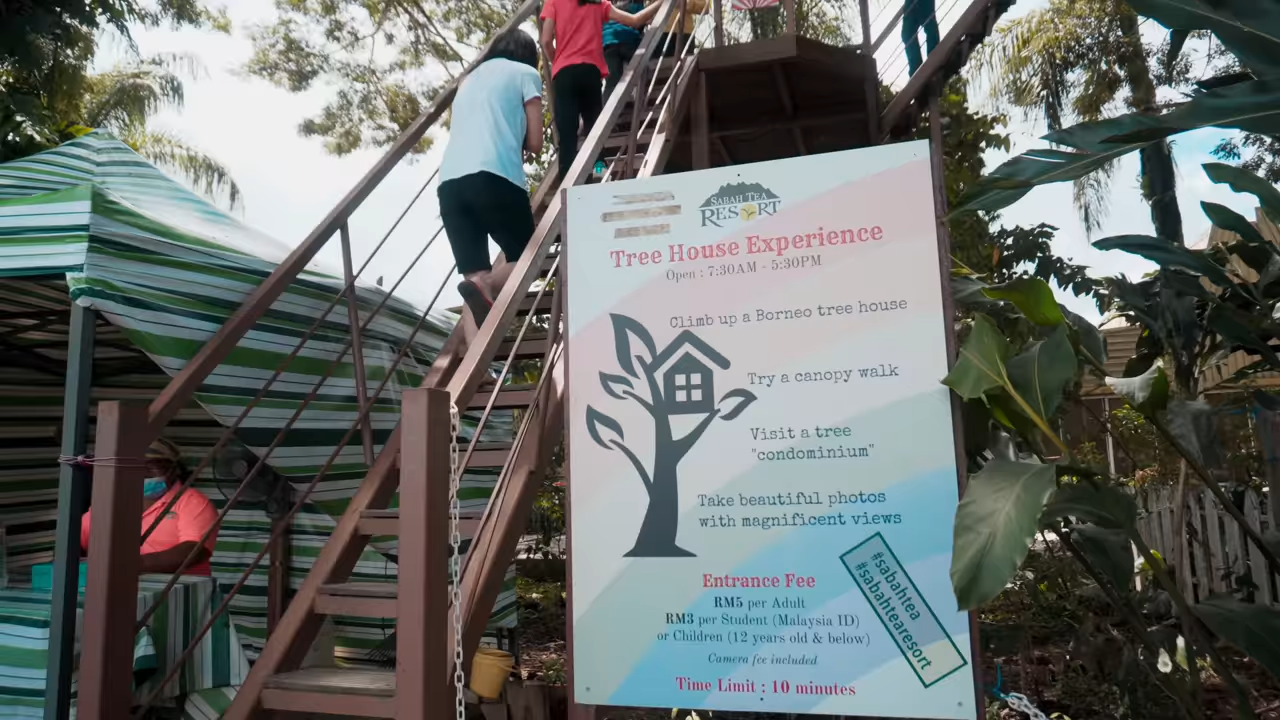 SABAH TEA
RESORT
Tree House Experience
Open : 7:30AM - 5:30PM
Climb up a Borneo tree house
Try a canopy walk
Visit a tree
"condominium"
Take beautiful photos
with magnificent views
Entrance Fee
RM5 per Adult
RM3 per Student (Malaysia ID)
or Children (12 years old & below)
Camera fee included
Time Limit : 10 minutes
#sabahtea
#sabahtearesort